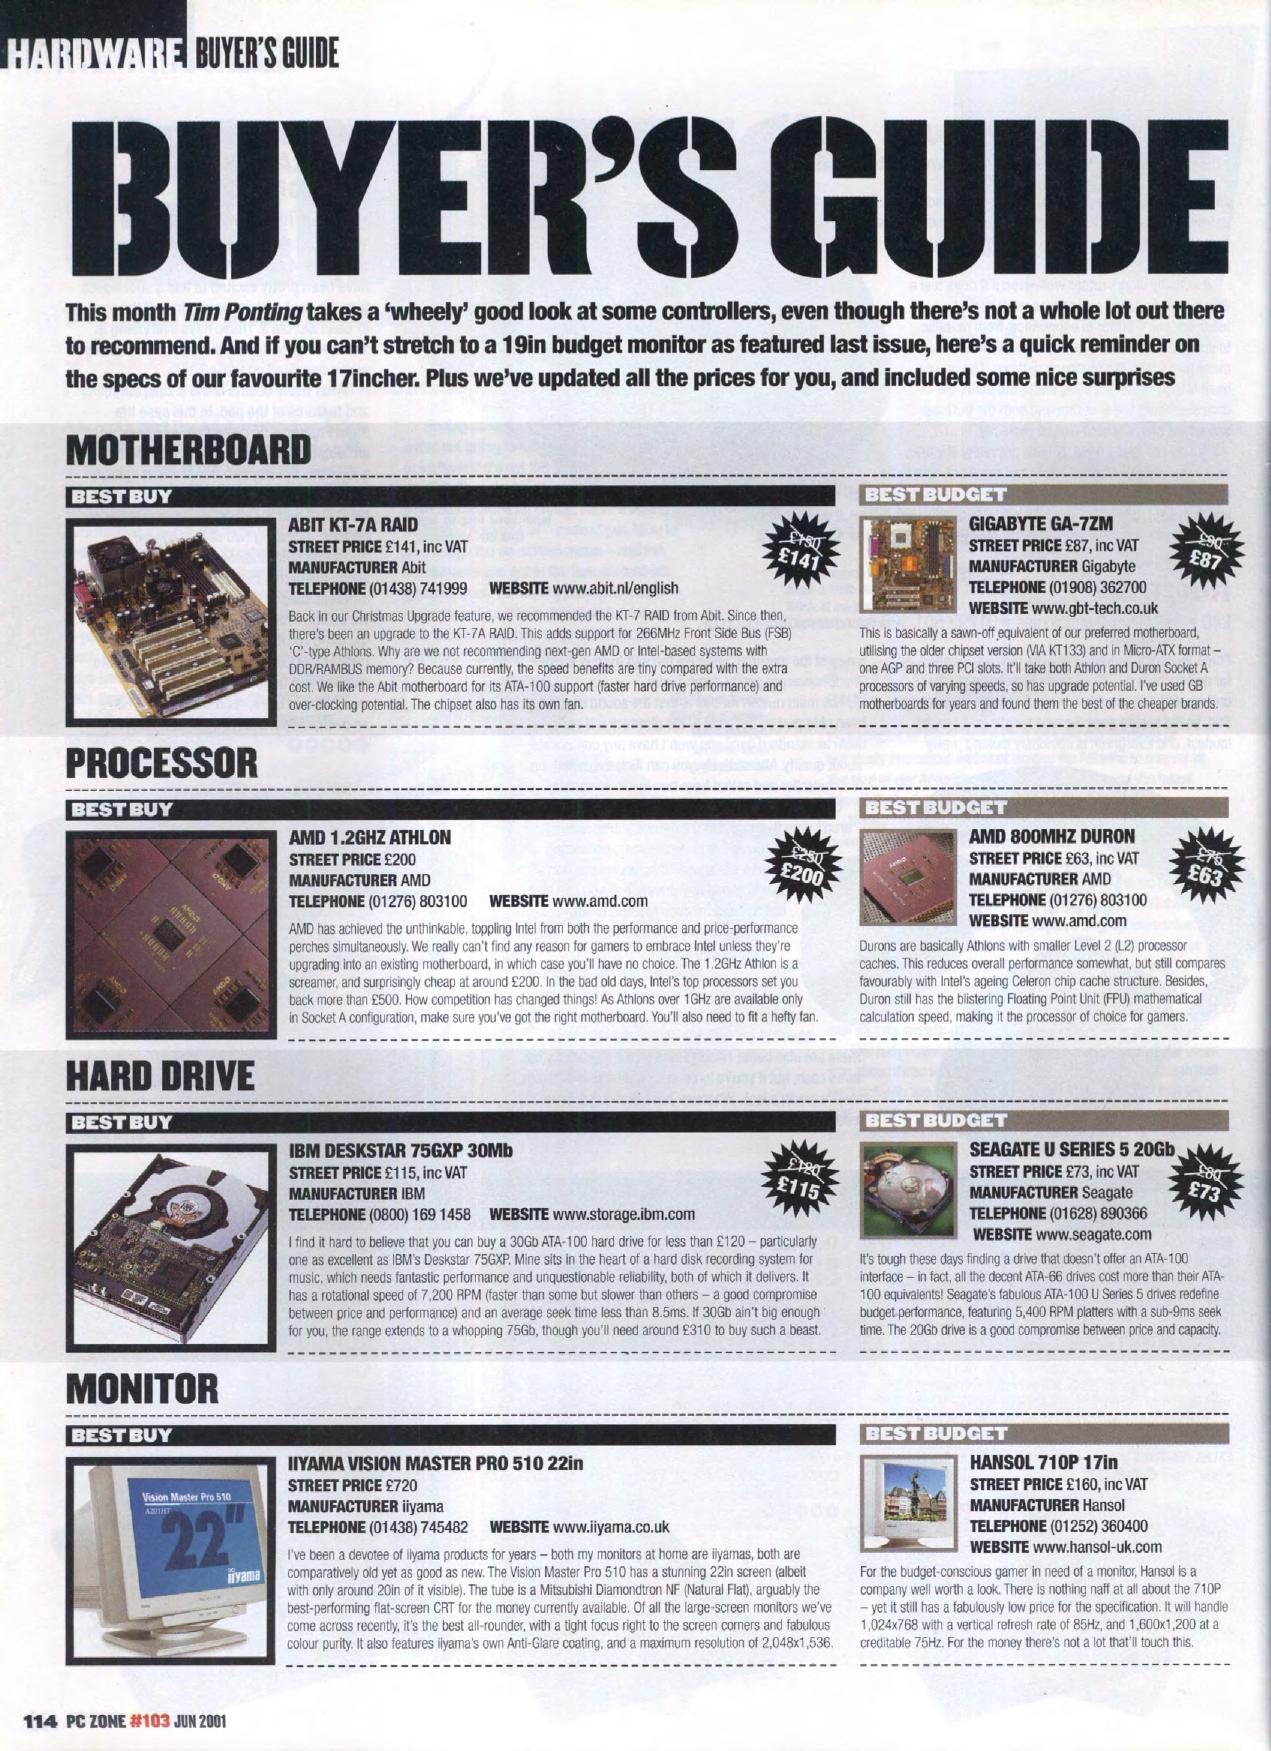 HARDWARE BUYER'S GUIDE
BUYER'S GUIDE
This month Tim Ponting takes a 'wheely' good look at some controllers, even though there's not a whole lot out there
to recommend. And if you can't stretch to a 19in budget monitor as featured last issue, here's a quick reminder on
the specs of our favourite 17incher. Plus we've updated all the prices for you, and included some nice surprises
MOTHERBOARD
BEST BUY
ABIT KT-7A RAID
STREET PRICE £141, inc VAT
MANUFACTURER Abit
TELEPHONE (01438) 741999 WEBSITE www.abit.nl/english
£150
£141
Back in our Christmas Upgrade feature, we recommended the KT-7 RAID from Abit. Since then,
there's been an upgrade to the KT-7A RAID. This adds support for 266MHz Front Side Bus (FSB)
'C'-type Athlons. Why are we not recommending next-gen AMD or Intel-based systems with
DDR/RAMBUS memory? Because currently, the speed benefits are tiny compared with the extra
cost. We like the Abit motherboard for its ATA-100 support (faster hard drive performance) and
over-clocking potential. The chipset also has its own fan.
BEST BUDGET
GIGABYTE GA-7ZM
STREET PRICE £87, inc VAT
MANUFACTURER Gigabyte
TELEPHONE (01908) 362700
WEBSITE www.gbt-tech.co.uk
£90
£87
This is basically a sawn-off equivalent of our preferred motherboard,
utilising the older chipset version (VIA KT133) and in Micro-ATX format –
one AGP and three PCI slots. It'll take both Athlon and Duron Socket A
processors of varying speeds, so has upgrade potential. I've used GB
motherboards for years and found them the best of the cheaper brands.
PROCESSOR
BEST BUY
AMD 1.2GHZ ATHLON
STREET PRICE £200
MANUFACTURER AMD
TELEPHONE (01276) 803100 WEBSITE www.amd.com
£250
£200
AMD has achieved the unthinkable, toppling Intel from both the performance and price-performance
perches simultaneously. We really can't find any reason for gamers to embrace Intel unless they're
upgrading into an existing motherboard, in which case you'll have no choice. The 1.2GHz Athlon is a
screamer, and surprisingly cheap at around £200. In the bad old days, Intel's top processors set you
back more than £500. How competition has changed things! As Athlons over 1GHz are available only
in Socket A configuration, make sure you've got the right motherboard. You'll also need to fit a hefty fan.
BEST BUDGET
AMD 800MHZ DURON
STREET PRICE £63, inc VAT
MANUFACTURER AMD
TELEPHONE (01276) 803100
WEBSITE www.amd.com
£75
£63
Durons are basically Athlons with smaller Level 2 (L2) processor
caches. This reduces overall performance somewhat, but still compares
favourably with Intel's ageing Celeron chip cache structure. Besides,
Duron still has the blistering Floating Point Unit (FPU) mathematical
calculation speed, making it the processor of choice for gamers.
HARD DRIVE
BEST BUY
IBM DESKSTAR 75GXP 30Mb
STREET PRICE £115, inc VAT
MANUFACTURER IBM
TELEPHONE (0800) 169 1458 WEBSITE www.storage.ibm.com
£120
£115
I find it hard to believe that you can buy a 30Gb ATA-100 hard drive for less than £120 – particularly
one as excellent as IBM's Deskstar 75GXP. Mine sits in the heart of a hard disk recording system for
music, which needs fantastic performance and unquestionable reliability, both of which it delivers. It
has a rotational speed of 7,200 RPM (faster than some but slower than others – a good compromise
between price and performance) and an average seek time less than 8.5ms. If 30Gb ain't big enough
for you, the range extends to a whopping 75Gb, though you'll need around £310 to buy such a beast.
BEST BUDGET
SEAGATE U SERIES 5 20Gb
STREET PRICE £73, inc VAT
MANUFACTURER Seagate
TELEPHONE (01628) 890366
WEBSITE www.seagate.com
£80
£73
It's tough these days finding a drive that doesn't offer an ATA-100
interface – in fact, all the decent ATA-66 drives cost more than their ATA-
100 equivalents! Seagate's fabulous ATA-100 U Series 5 drives redefine
budget performance, featuring 5,400 RPM platters with a sub-9ms seek
time. The 20Gb drive is a good compromise between price and capacity.
MONITOR
BEST BUY
Vision Master Pro 510
A201HT
22"
iiyama
IIYAMA VISION MASTER PRO 510 22in
STREET PRICE £720
MANUFACTURER iiyama
TELEPHONE (01438) 745482 WEBSITE www.iiyama.co.uk
I've been a devotee of iiyama products for years – both my monitors at home are iiyamas, both are
comparatively old yet as good as new. The Vision Master Pro 510 has a stunning 22in screen (albeit
with only around 20in of it visible). The tube is a Mitsubishi Diamondtron NF (Natural Flat), arguably the
best-performing flat-screen CRT for the money currently available. Of all the large-screen monitors we've
come across recently, it's the best all-rounder, with a tight focus right to the screen corners and fabulous
colour purity. It also features iiyama's own Anti-Glare coating, and a maximum resolution of 2,048x1,536.
BEST BUDGET
HANSOL 710P 17in
STREET PRICE £160, inc VAT
MANUFACTURER Hansol
TELEPHONE (01252) 360400
WEBSITE www.hansol-uk.com
For the budget-conscious gamer in need of a monitor, Hansol is a
company well worth a look. There is nothing naff at all about the 710P
– yet it still has a fabulously low price for the specification. It will handle
1,024x768 with a vertical refresh rate of 85Hz, and 1,600x1,200 at a
creditable 75Hz. For the money there's not a lot that'll touch this.
114 PC ZONE #103 JUN 2001